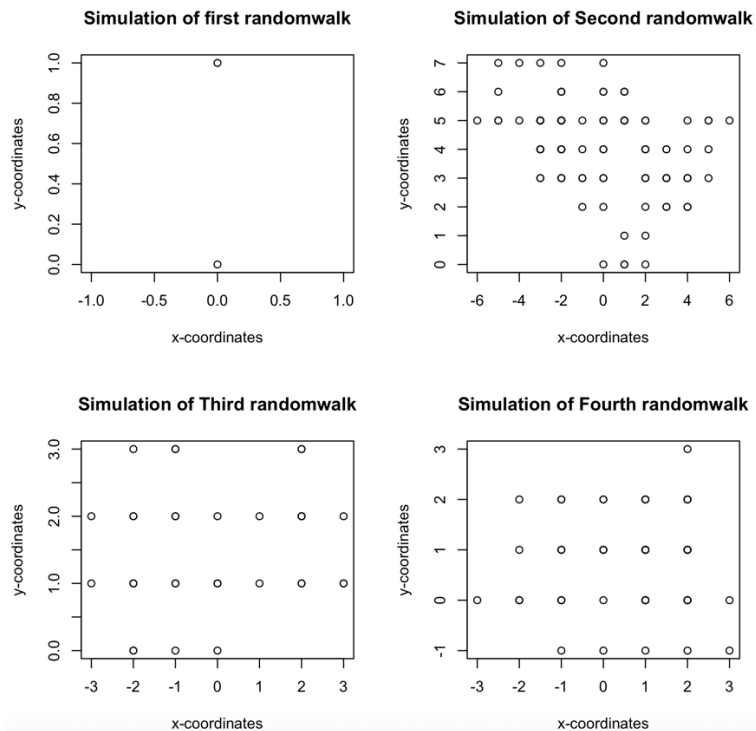 Simulation of first randomwalk
1.0
0.8
0.6
0.4
0.2
0.0
y-coordinates
-1.0 -0.5 0.0 0.5 1.0
x-coordinates
Simulation of Second randomwalk
7
6
5
4
3
2
1
0
y-coordinates
-6 -4 -2 0 2 4 6
x-coordinates
Simulation of Third randomwalk
3.0
2.0
1.0
0.0
y-coordinates
-3 -2 -1 0 1 2 3
x-coordinates
Simulation of Fourth randomwalk
3
2
1
0
-1
y-coordinates
-3 -2 -1 0 1 2 3
x-coordinates